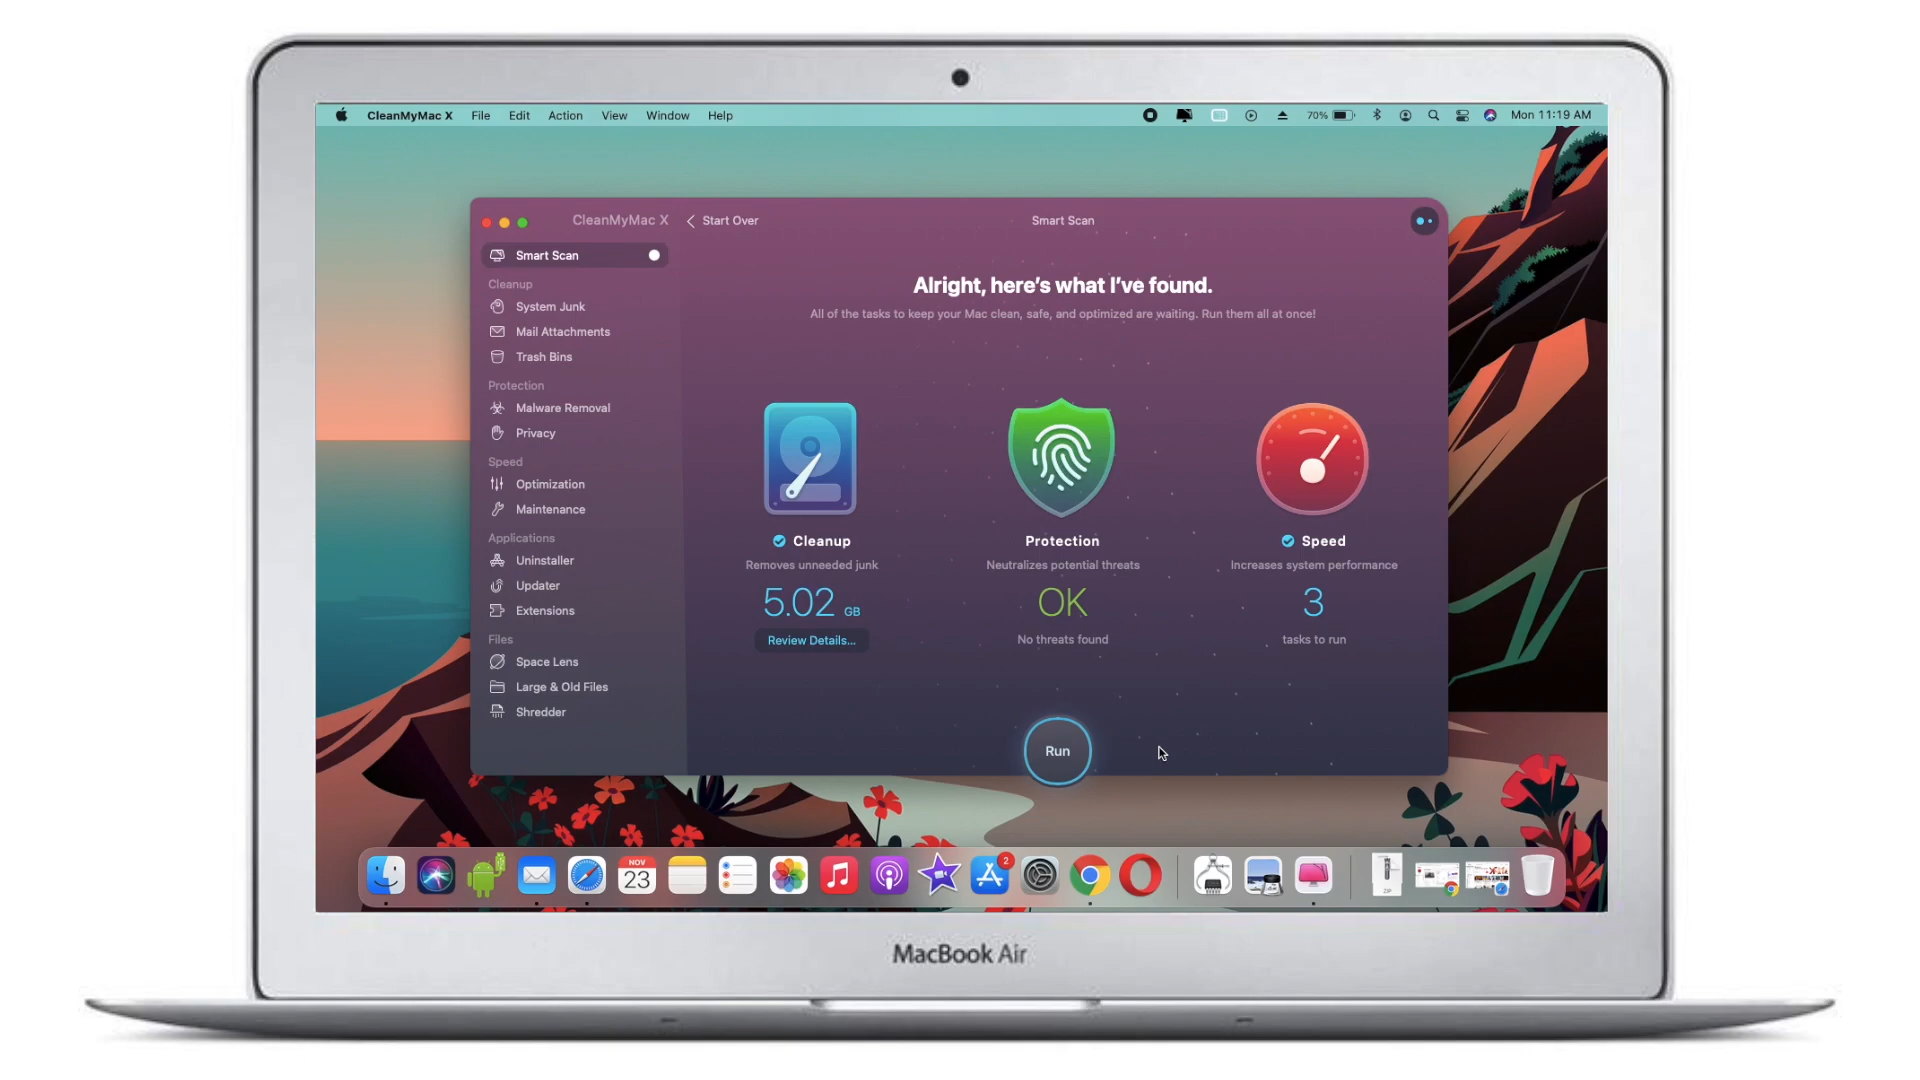 CleanMyMac X File Edit Action View Window Help 70% Mon 11:19 AM
CleanMyMac X Start Over Smart Scan
Smart Scan
Cleanup
System Junk
Mail Attachments
Trash Bins
Protection
Malware Removal
Privacy
Speed
Optimization
Maintenance
Applications
Uninstaller
Updater
Extensions
Files
Space Lens
Large & Old Files
Shredder
Alright, here's what I've found.
All of the tasks to keep your Mac clean, safe, and optimized are waiting. Run them all at once!
Cleanup
Removes unneeded junk
5.02 GB
Review Details...
Protection
Neutralizes potential threats
OK
No threats found
Speed
Increases system performance
3
tasks to run
Run
NOV
23
2
ZIP
MacBook Air